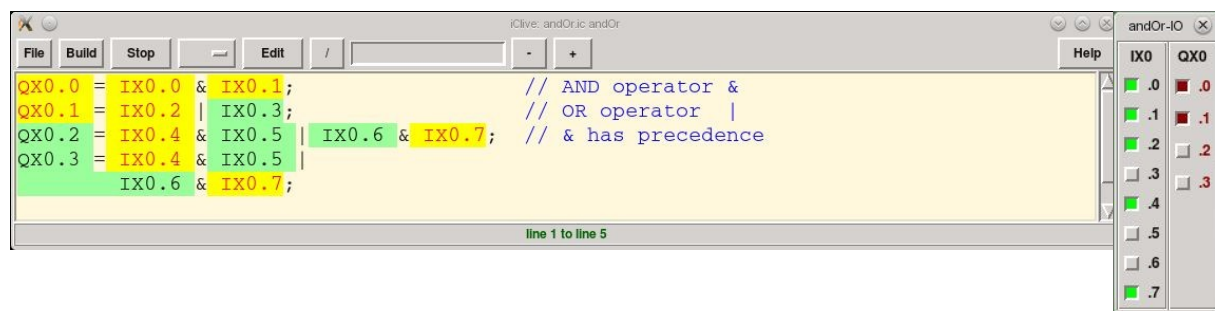 iClive: andOr.ic andOr
File Build Stop Edit / - + Help
QX0.0 = IX0.0 & IX0.1; // AND operator &
QX0.1 = IX0.2 | IX0.3; // OR operator |
QX0.2 = IX0.4 & IX0.5 | IX0.6 & IX0.7; // & has precedence
QX0.3 = IX0.4 & IX0.5 |
IX0.6 & IX0.7;
line 1 to line 5
andOr-IO
IX0 QX0
.0 .0
.1 .1
.2 .2
.3 .3
.4
.5
.6
.7